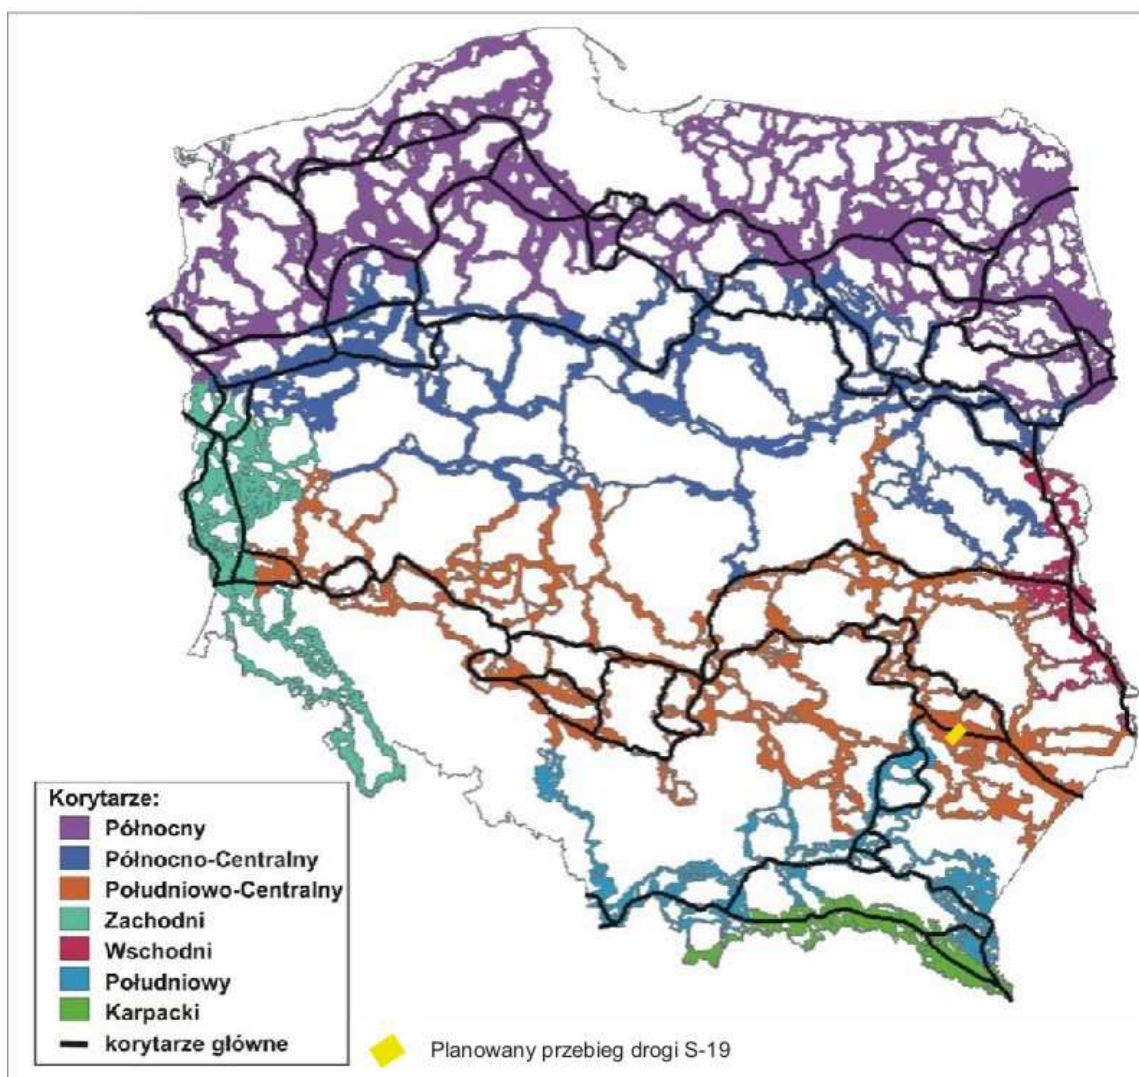 Korytarze:
Północny
Północno-Centralny
Południowo-Centralny
Zachodni
Wschodni
Południowy
Karpacki
korytarze główne
Planowany przebieg drogi S-19